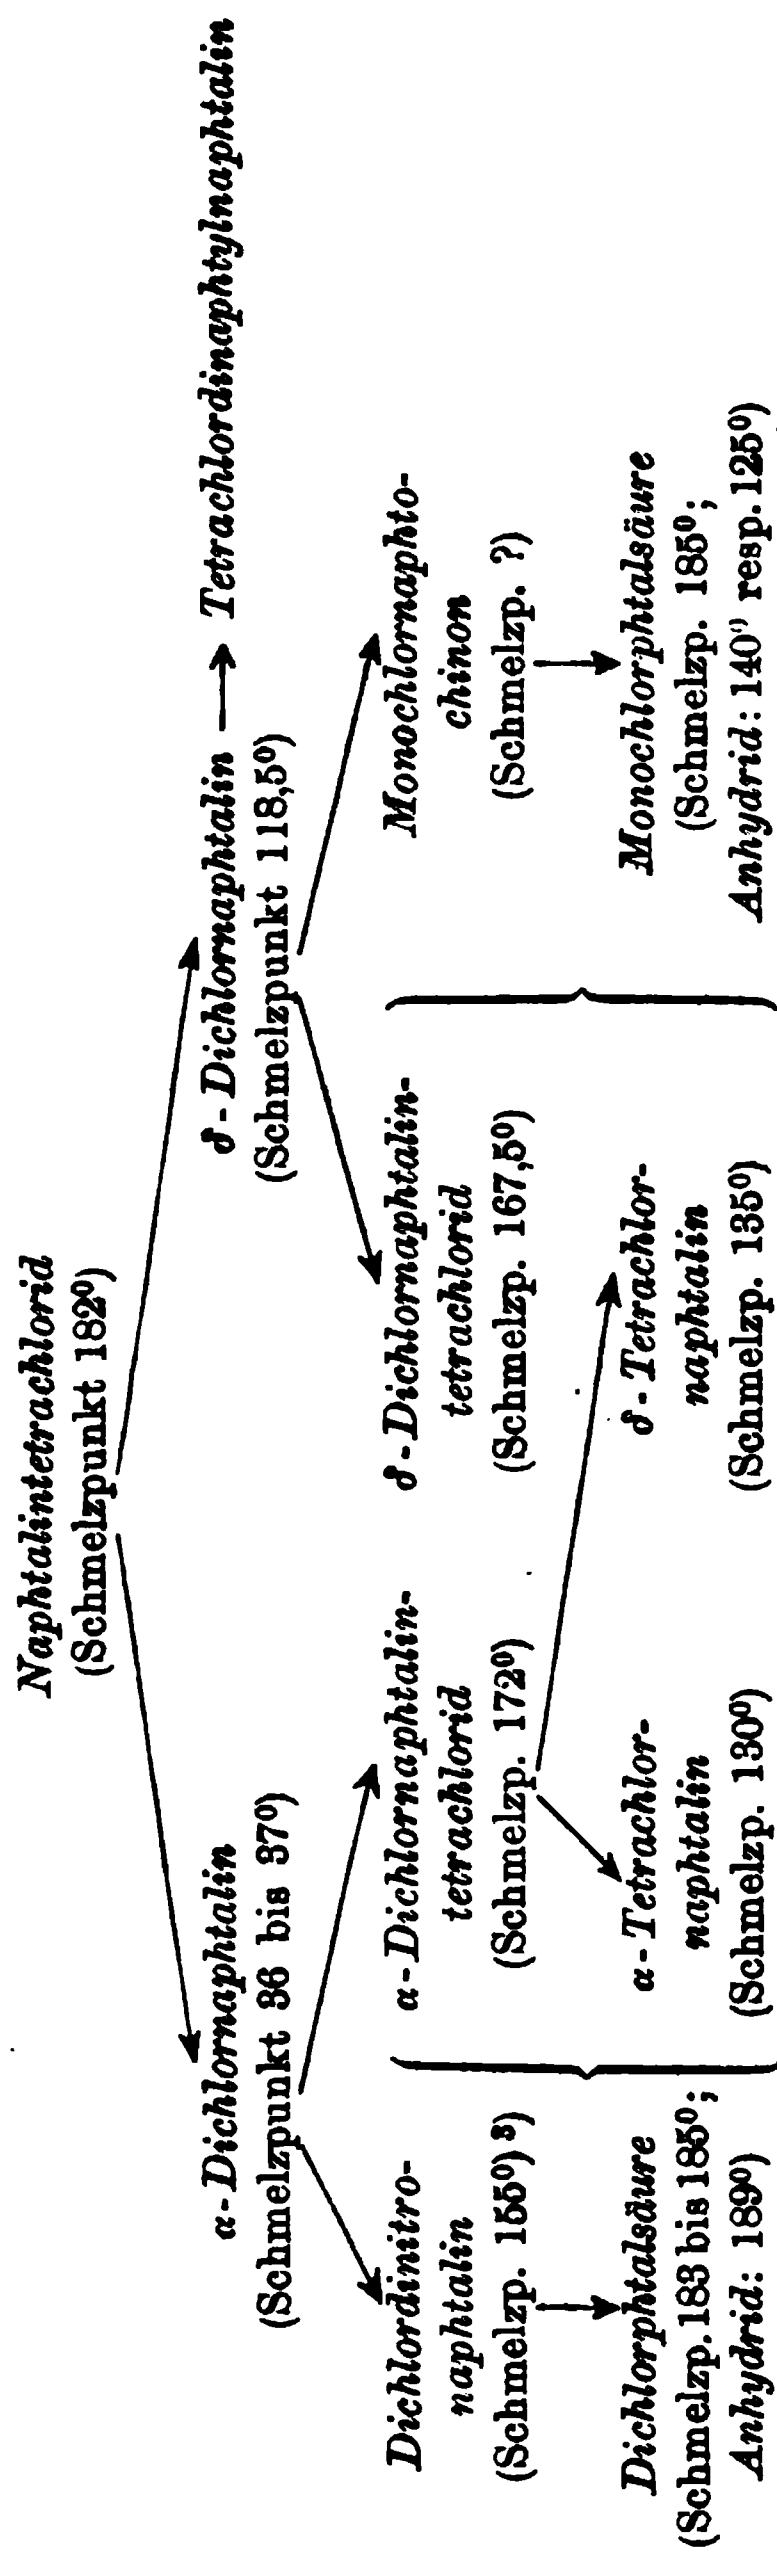 Naphtalintetrachlorid
(Schmelzpunkt 182⁰)
α-Dichlornaphtalin
(Schmelzpunkt 36 bis 37⁰)
δ-Dichlornaphtalin → Tetrachlordinaphtylnaphtalin
(Schmelzpunkt 118,5⁰)
Dichlordinitro-
naphtalin
(Schmelzp. 155⁰) ³)
α-Dichlornaphtalin-
tetrachlorid
(Schmelzp. 172⁰)
δ-Dichlornaphtalin-
tetrachlorid
(Schmelzp. 167,5⁰)
Monochlornaphto-
chinon
(Schmelzp. ?)
Dichlorphtalsäure
(Schmelzp. 183 bis 185⁰;
Anhydrid: 189⁰)
α-Tetrachlor-
naphtalin
(Schmelzp. 130⁰)
δ-Tetrachlor-
naphtalin
(Schmelzp. 135⁰)
Monochlorphtalsäure
(Schmelzp. 185⁰;
Anhydrid: 140⁰ resp. 125⁰)